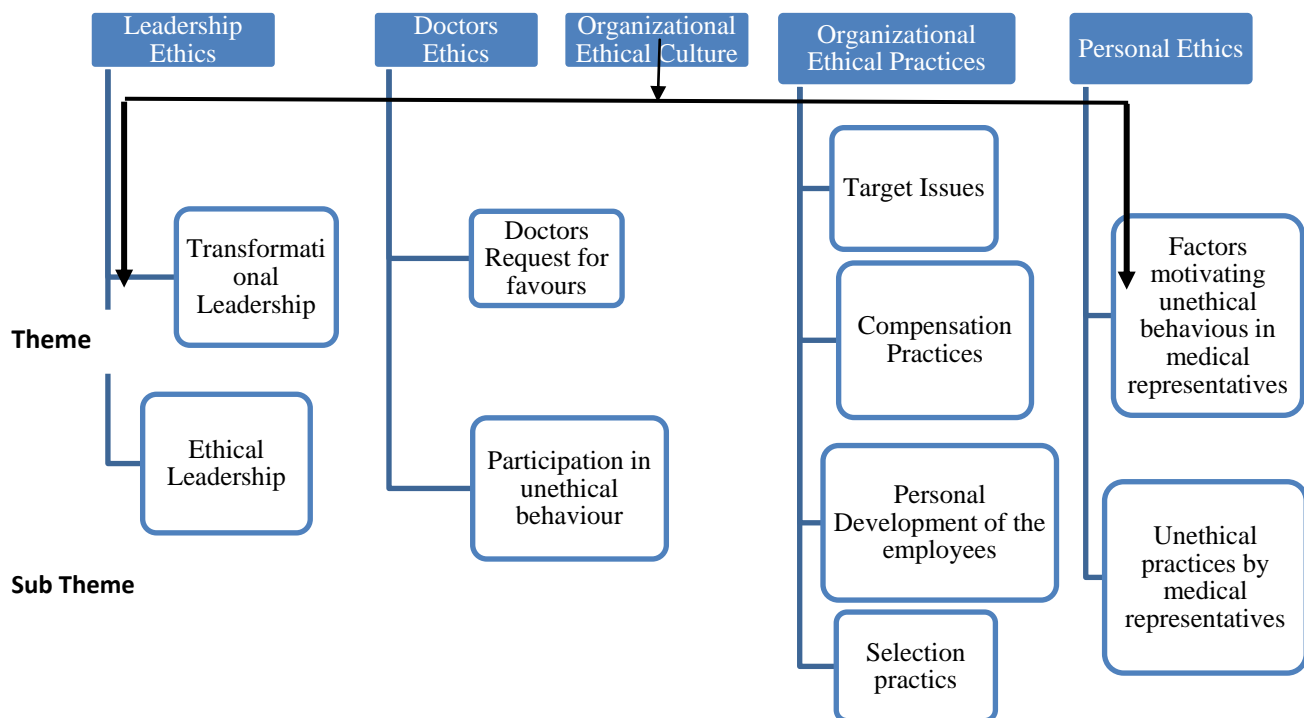 Leadership
Ethics
Doctors
Ethics
Organizational
Ethical Culture
Organizational
Ethical Practices
Personal Ethics
Transformati
onal
Leadership
Ethical
Leadership
Doctors
Request for
favours
Participation in
unethical
behaviour
Target Issues
Compensation
Practices
Personal
Development of the
employees
Selection
practics
Factors
motivating
unethical
behavious in
medical
representatives
Unethical
practices by
medical
representatives
Theme
Sub Theme